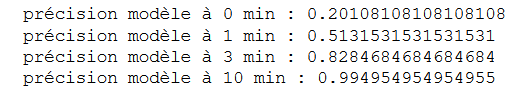 précision modèle à 0 min : 0.20108108108108108
précision modèle à 1 min : 0.5131531531531531
précision modèle à 3 min : 0.8284684684684684
précision modèle à 10 min : 0.994954954954955